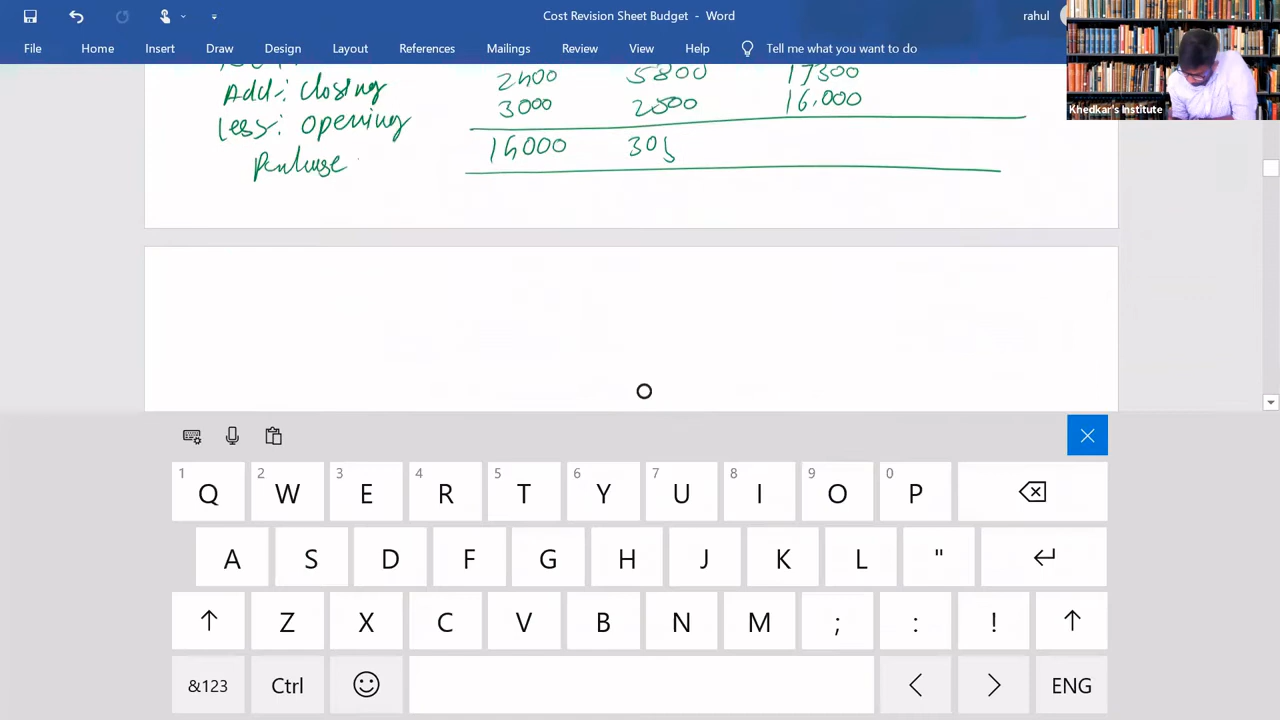 Cost Revision Sheet Budget - Word
rahul
File Home Insert Draw Design Layout References Mailings Review View Help Tell me what you want to do
Khedkar's Institute
Add:- Closing 2400 5800 17300
Less:- Opening 3000 2500 16,000
Purchase 14000 305
1 2 3 4 5 6 7 8 9 0
Q W E R T Y U I O P
A S D F G H J K L "
Z X C V B N M ; : !
&123 Ctrl ENG